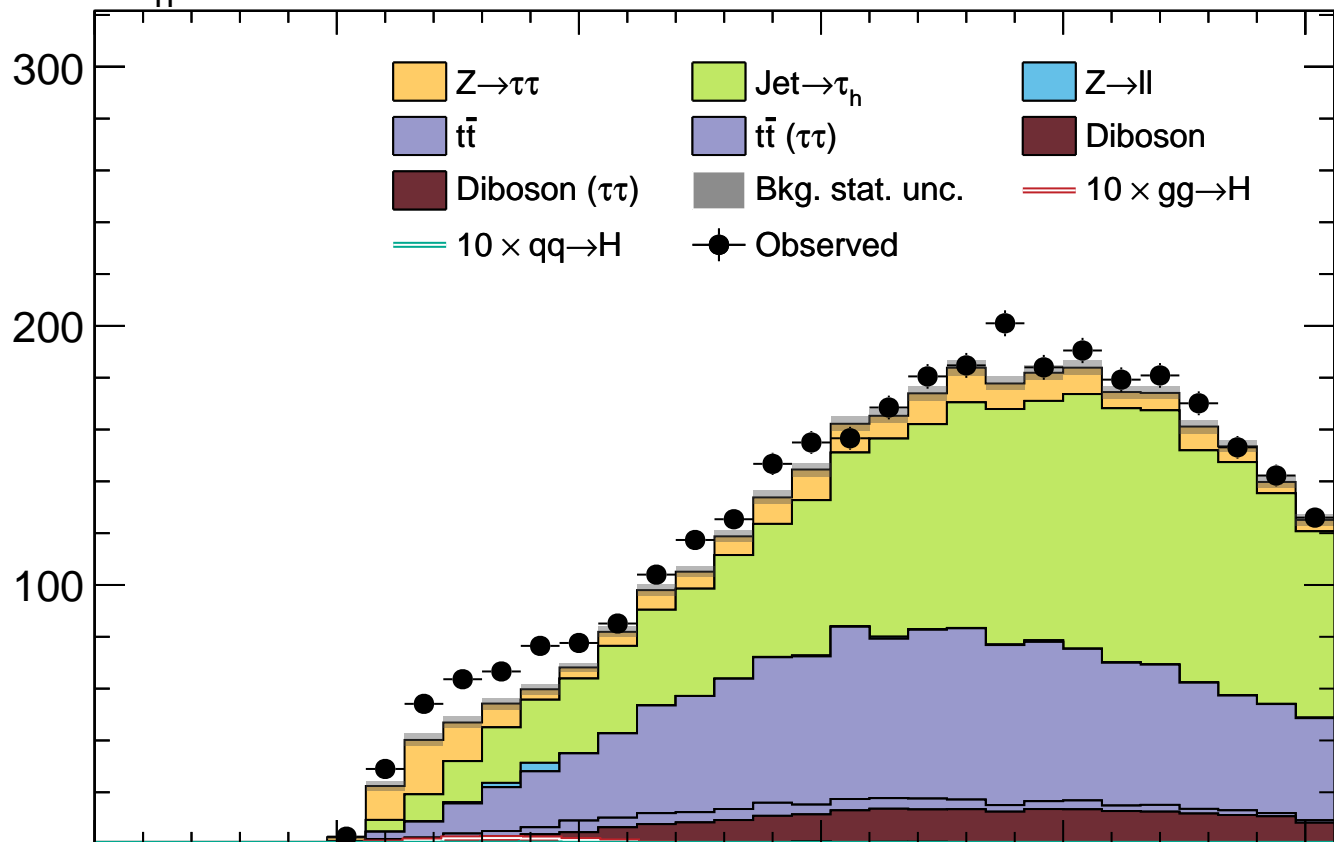 H
300
Z→ττ Jet→τh Z→ll
tt̄ tt̄ (ττ) Diboson
Diboson (ττ) Bkg. stat. unc. 10 × gg→H
10 × qq→H Observed
200
100